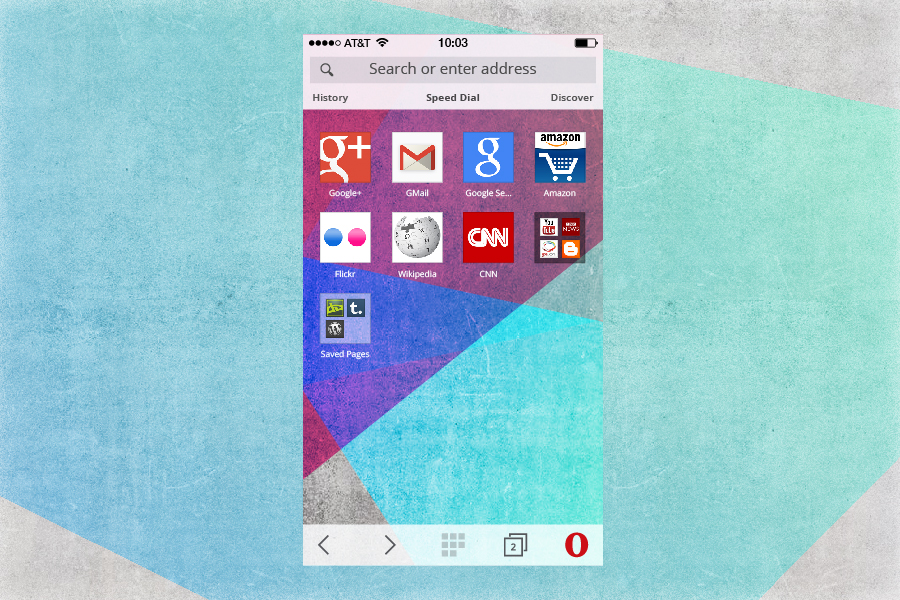 AT&T 10:03
Search or enter address
History Speed Dial Discover
g+ M g amazon
Google+ GMail Google Se... Amazon
CNN You Tube NEWS
Flickr Wikipedia CNN
t.
Saved Pages
2